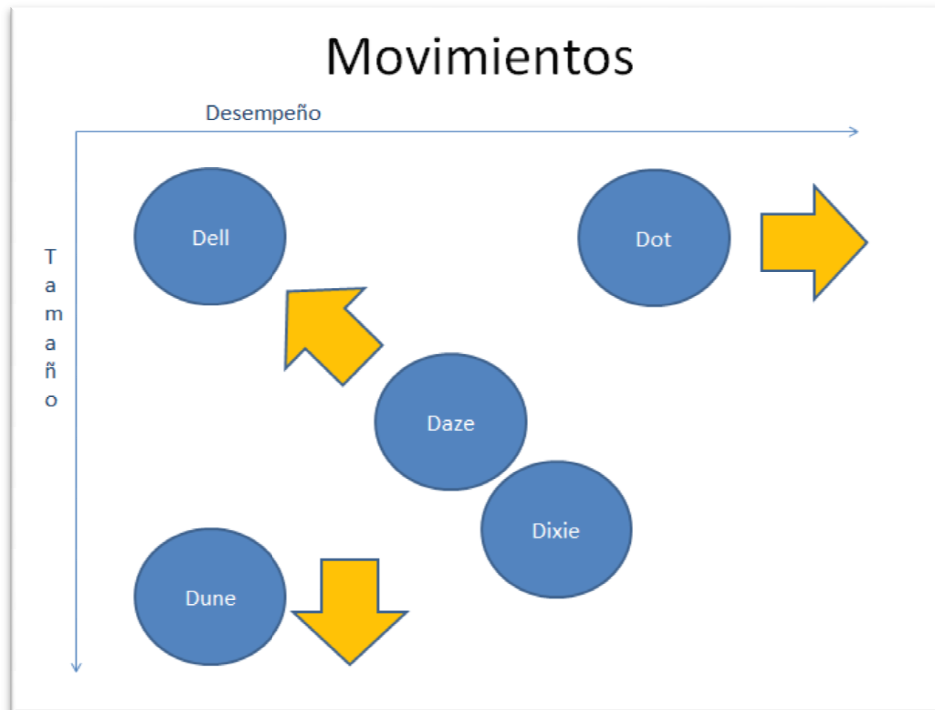 Movimientos
Desempeño
Dell
Dot
T
a
m
a
ñ
o
Daze
Dixie
Dune